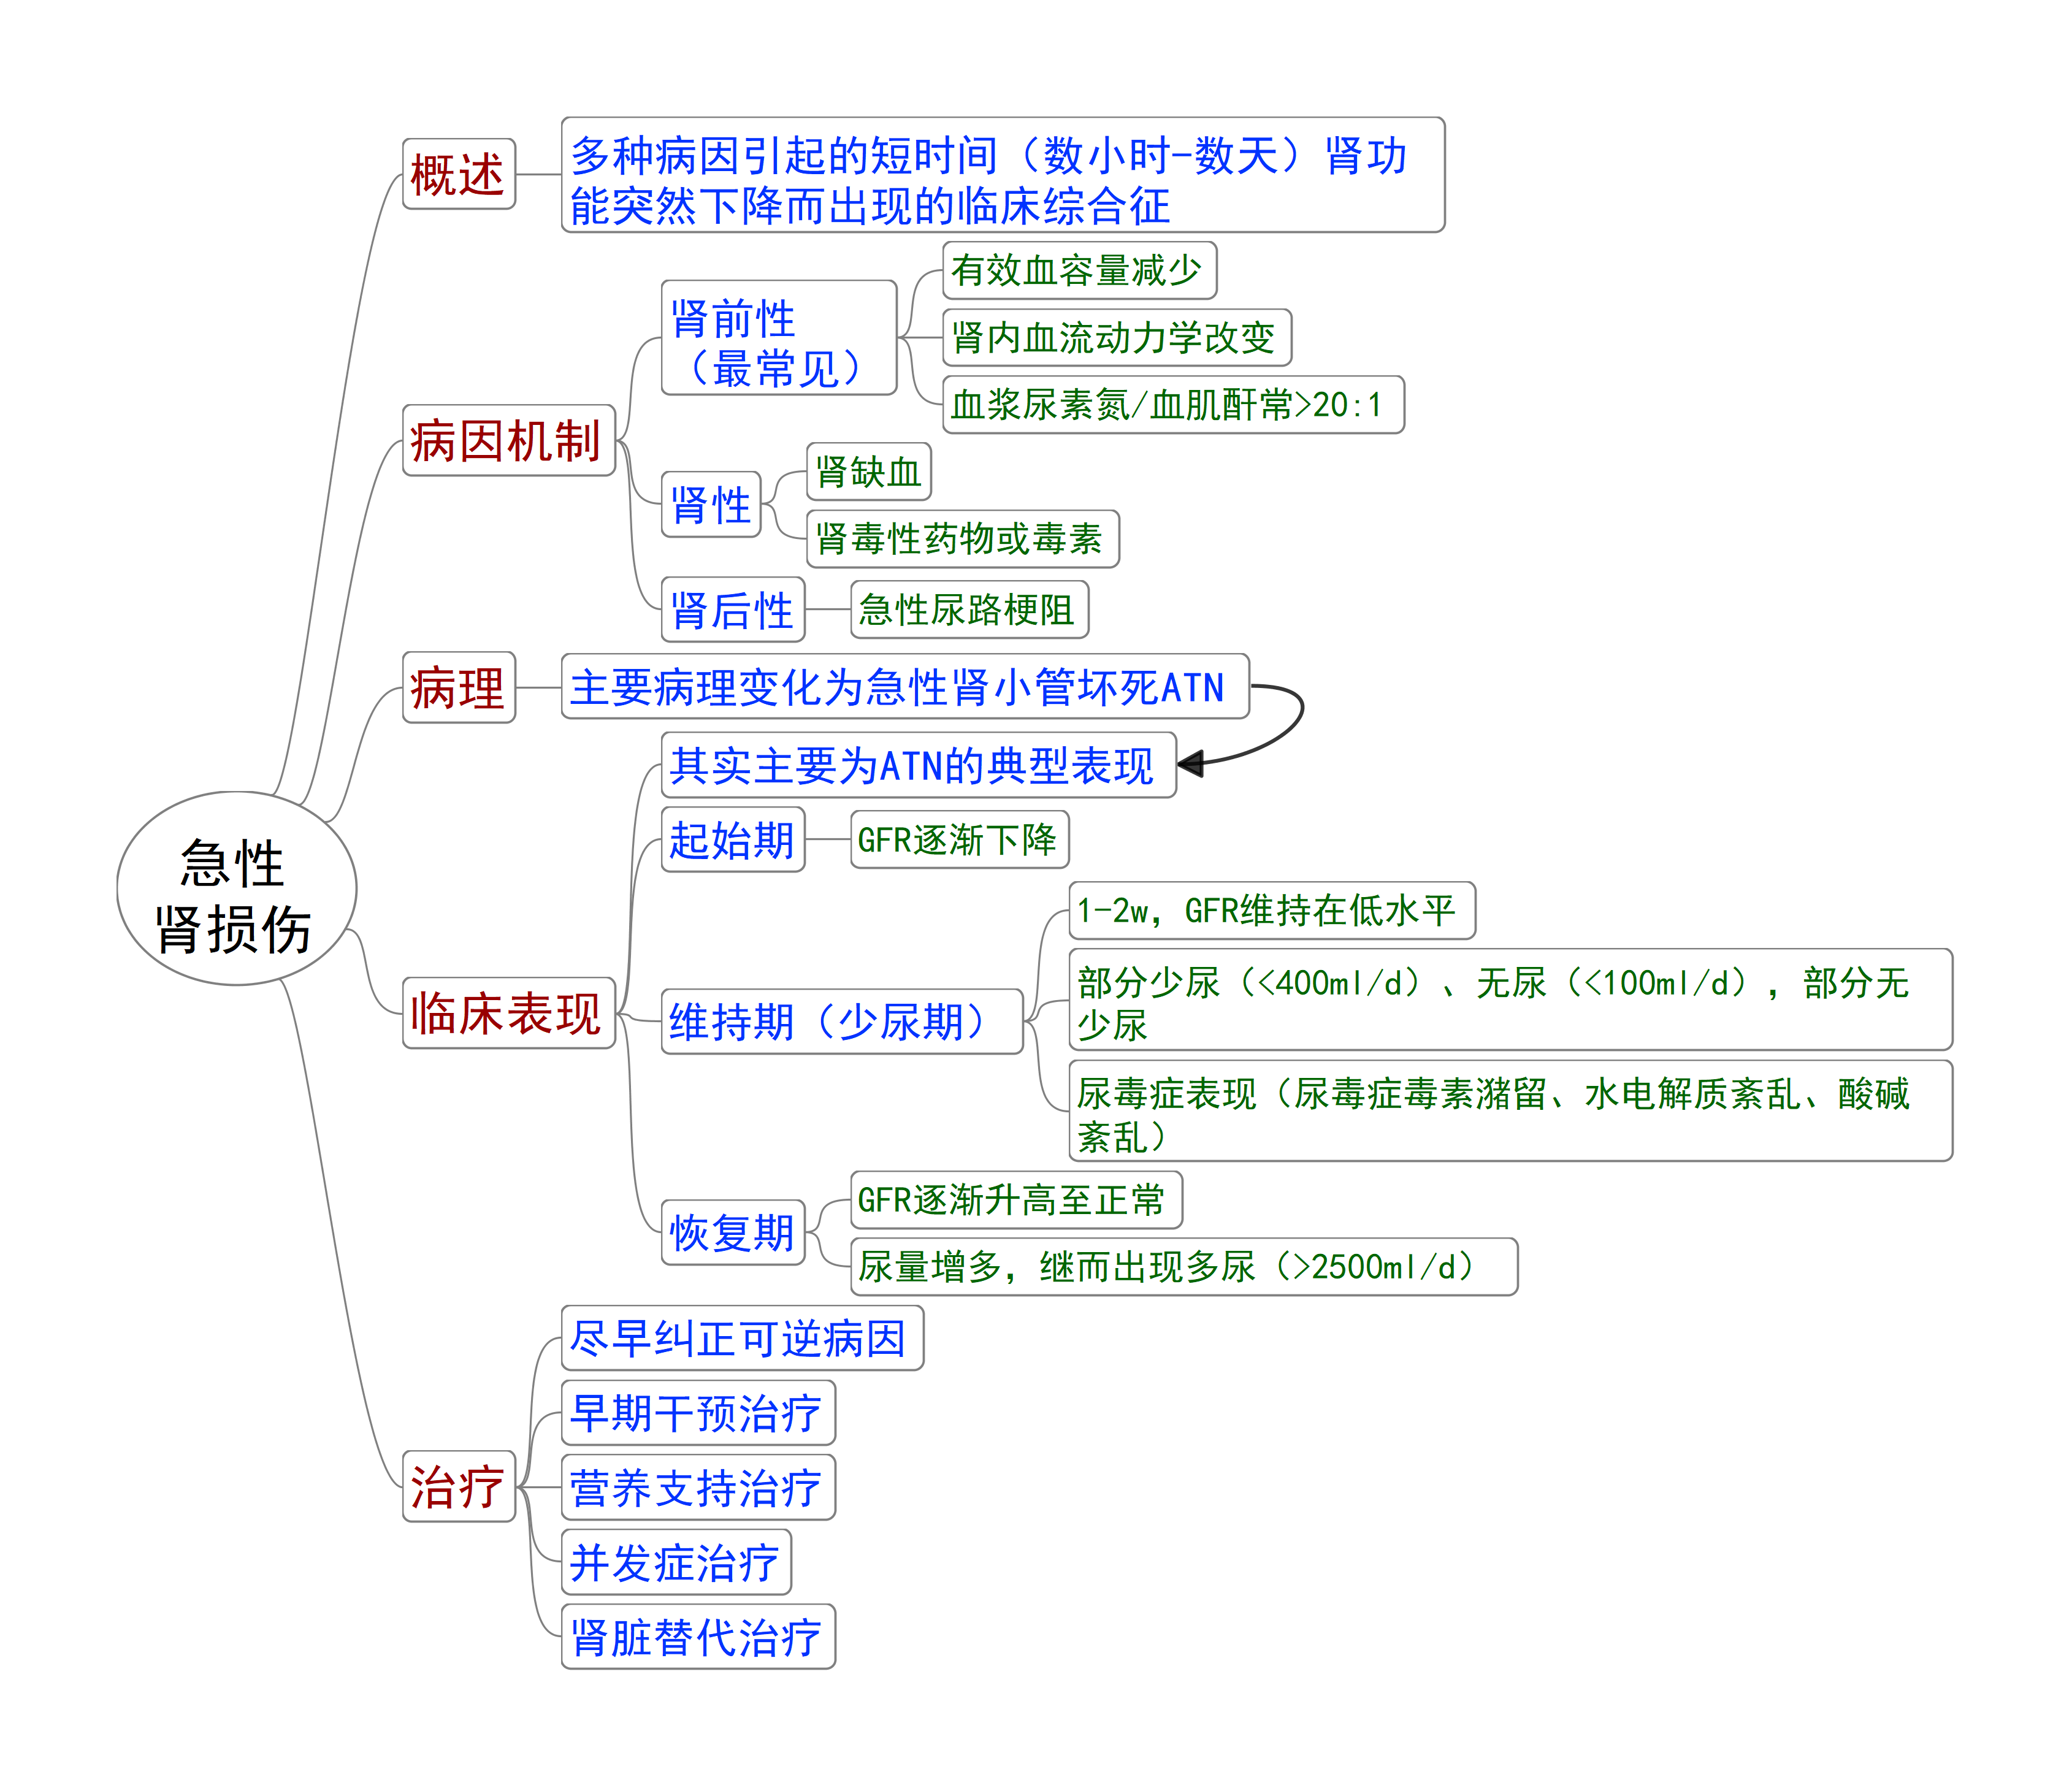 急性
肾损伤
概述
多种病因引起的短时间（数小时-数天）肾功
能突然下降而出现的临床综合征
病因机制
肾前性
（最常见）
有效血容量减少
肾内血流动力学改变
血浆尿素氮/血肌酐常>20:1
肾性
肾缺血
肾毒性药物或毒素
肾后性
急性尿路梗阻
病理
主要病理变化为急性肾小管坏死ATN
临床表现
其实主要为ATN的典型表现
起始期
GFR逐渐下降
维持期（少尿期）
1-2w，GFR维持在低水平
部分少尿（<400ml/d）、无尿（<100ml/d），部分无
少尿
尿毒症表现（尿毒症毒素潴留、水电解质紊乱、酸碱
紊乱）
恢复期
GFR逐渐升高至正常
尿量增多，继而出现多尿（>2500ml/d）
治疗
尽早纠正可逆病因
早期干预治疗
营养支持治疗
并发症治疗
肾脏替代治疗